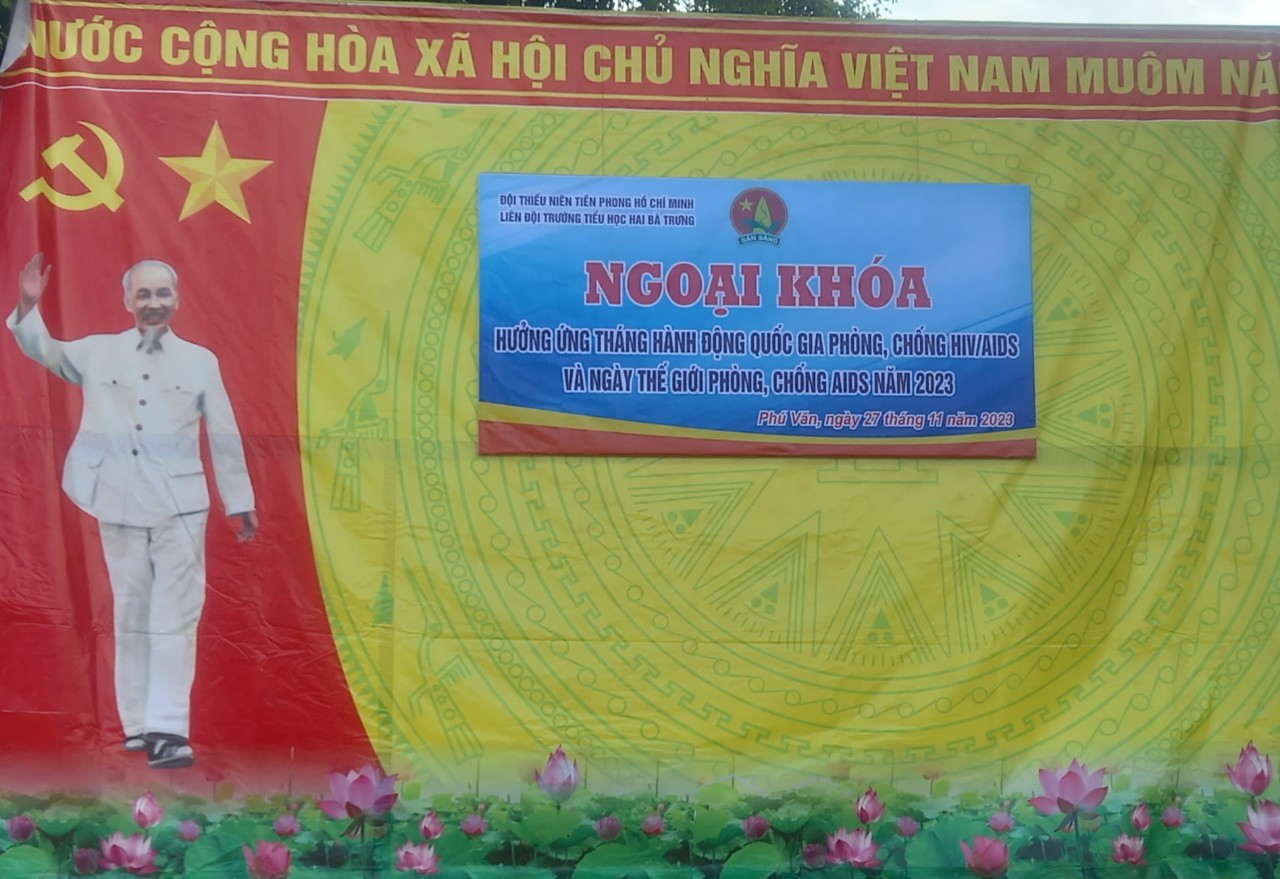 NƯỚC CỘNG HÒA XÃ HỘI CHỦ NGHĨA VIỆT NAM MUÔN NĂ
ĐỘI THIẾU NIÊN TIỀN PHONG HỒ CHÍ MINH
LIÊN ĐỘI TRƯỜNG TIỂU HỌC HAI BÀ TRƯNG
SẴN SÀNG
NGOẠI KHÓA
HƯỞNG ỨNG THÁNG HÀNH ĐỘNG QUỐC GIA PHÒNG, CHỐNG HIV/AIDS
VÀ NGÀY THẾ GIỚI PHÒNG, CHỐNG AIDS NĂM 2023
Phú Văn, ngày 27 tháng 11 năm 2023